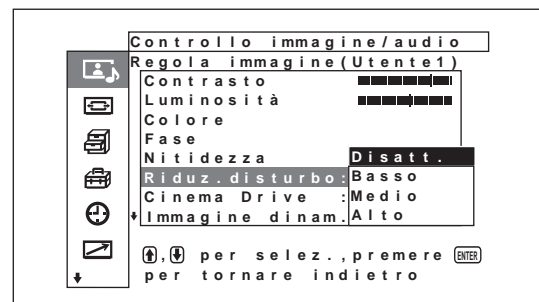 Controllo immagine/audio
Regola immagine(Utente1)
Contrasto
Luminosità
Colore
Fase
Nitidezza Disatt.
Riduz.disturbo: Basso
Cinema Drive : Medio
Immagine dinam. Alto
per selez.,premere ENTER
per tornare indietro